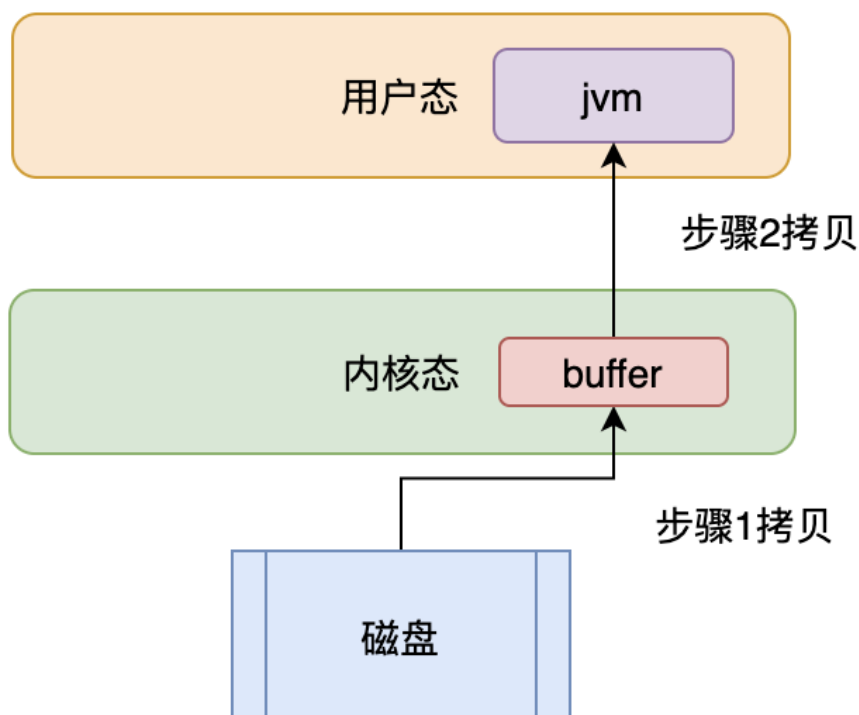 用户态
jvm
步骤2拷贝
内核态
buffer
步骤1拷贝
磁盘